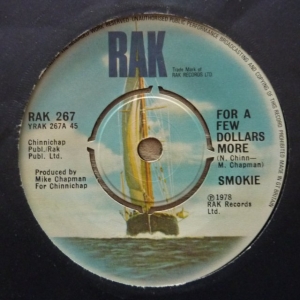 RAK
Trade Mark of
RAK RECORDS LTD
RAK 267
YRAK 267A 45
Chinnichap
Publ./Rak
Publ. Ltd.
Produced by
Mike Chapman
For Chinnichap
FOR A
FEW
DOLLARS
MORE
(N. Chinn—
M. Chapman)
SMOKIE
℗1978
RAK Records
Ltd.